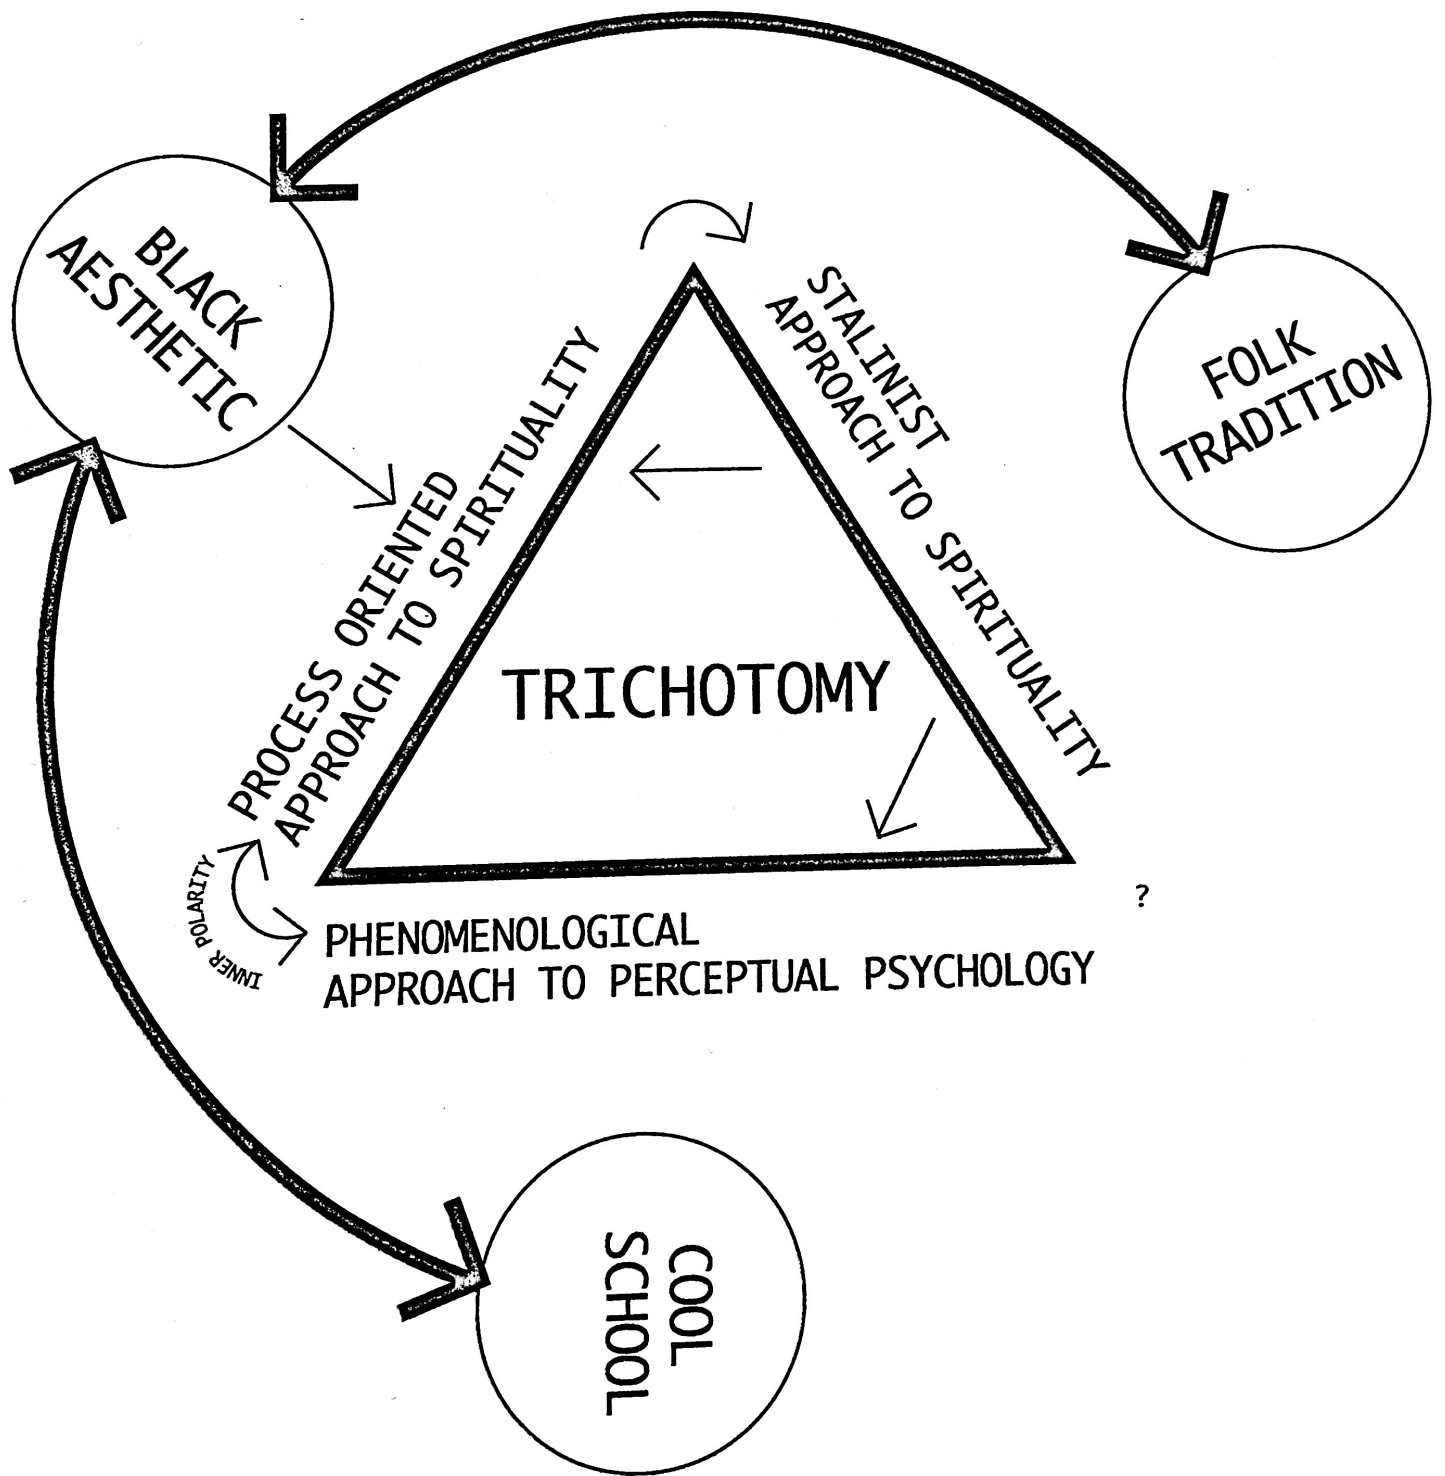 BLACK
AESTHETIC
FOLK
TRADITION
STALINIST
APPROACH TO SPIRITUALITY
PROCESS ORIENTED
APPROACH TO SPIRITUALITY
TRICHOTOMY
INNER POLARITY
?
PHENOMENOLOGICAL
APPROACH TO PERCEPTUAL PSYCHOLOGY
COOL
SCHOOL